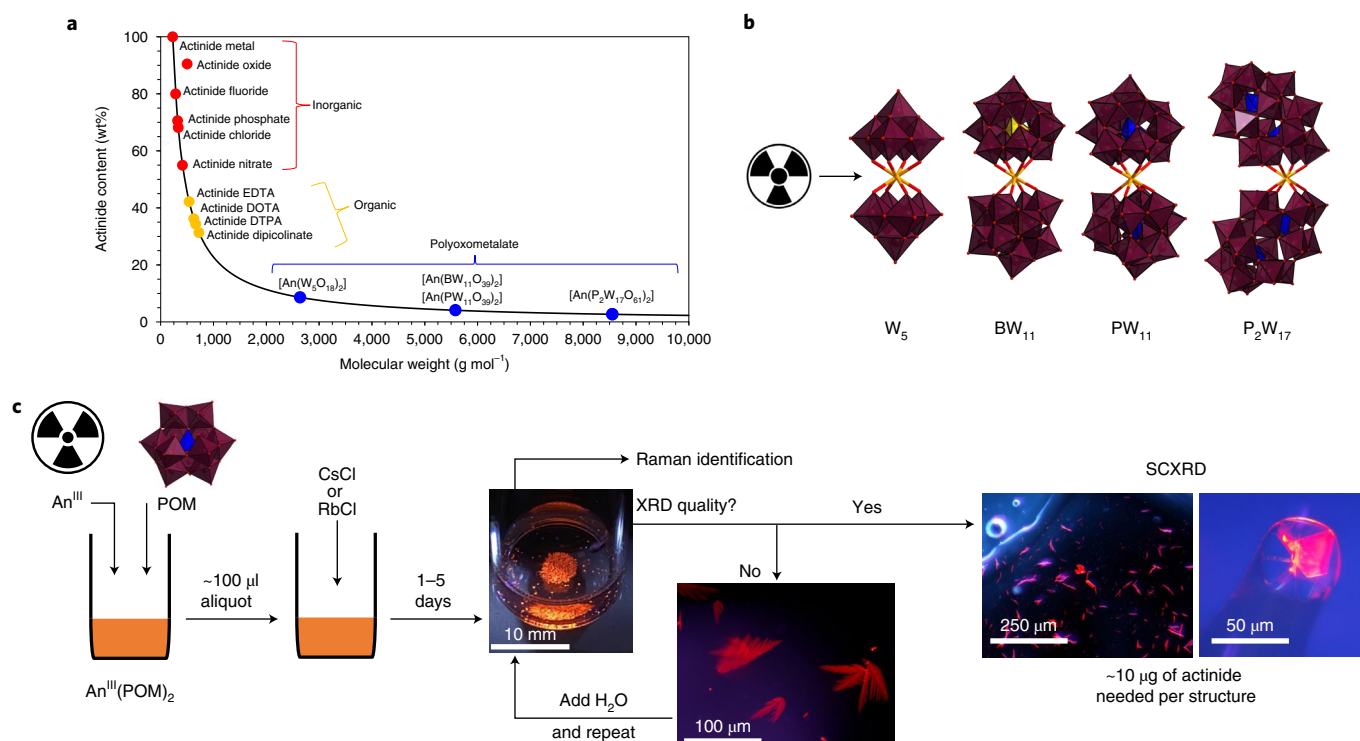 a
Actinide content (wt%)
100
80
60
40
20
0
Actinide metal
Actinide oxide
Actinide fluoride
Actinide phosphate
Actinide chloride
Actinide nitrate
Inorganic
Actinide EDTA
Actinide DOTA
Actinide DTPA
Actinide dipicolinate
Organic
Polyoxometalate
[An(W₅O₁₈)₂]
[An(BW₁₁O₃₉)₂]
[An(PW₁₁O₃₉)₂]
[An(P₂W₁₇O₆₁)₂]
0 1,000 2,000 3,000 4,000 5,000 6,000 7,000 8,000 9,000 10,000
Molecular weight (g mol⁻¹)
b
W₅ BW₁₁ PW₁₁ P₂W₁₇
c
Anᴵᴵᴵ
POM
Anᴵᴵᴵ(POM)₂
~100 μl
aliquot
CsCl
or
RbCl
1–5
days
10 mm
Raman identification
XRD quality?
Yes
No
100 μm
Add H₂O
and repeat
SCXRD
250 μm
50 μm
~10 μg of actinide
needed per structure